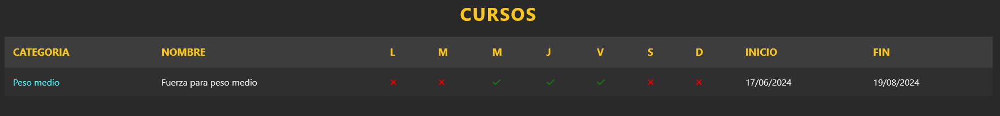 CURSOS
CATEGORIA NOMBRE L M M J V S D INICIO FIN
Peso medio Fuerza para peso medio ✕ ✕ ✓ ✓ ✓ ✕ ✕ 17/06/2024 19/08/2024